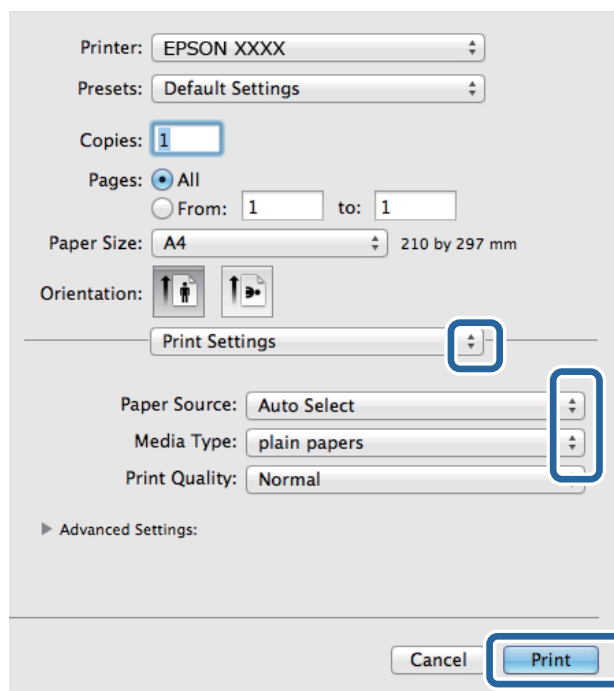 Printer: EPSON XXXX
Presets: Default Settings
Copies: 1
Pages: All
From: 1 to: 1
Paper Size: A4 210 by 297 mm
Orientation:
Print Settings
Paper Source: Auto Select
Media Type: plain papers
Print Quality: Normal
Advanced Settings:
Cancel Print